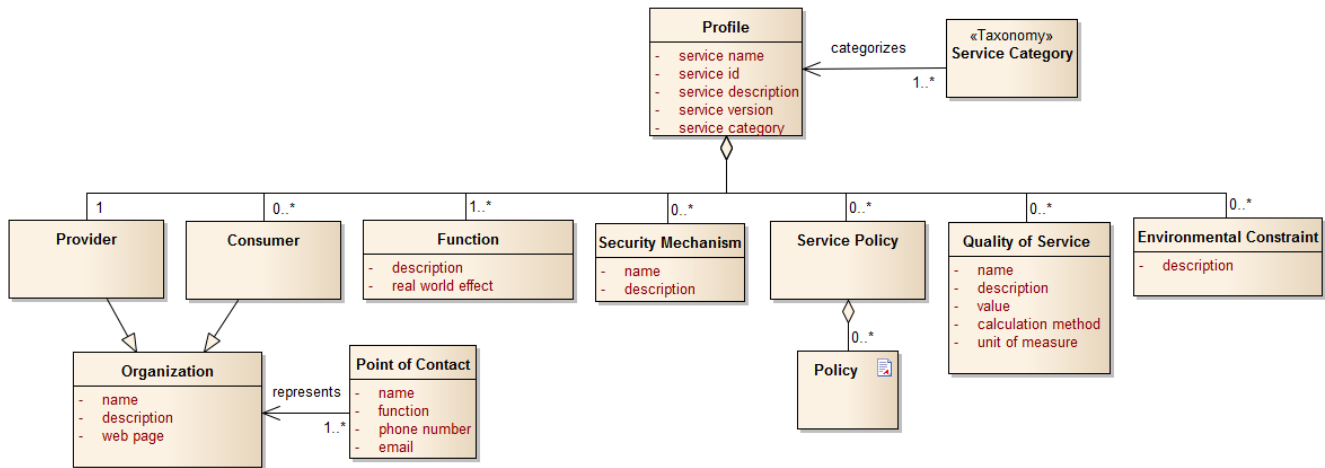 Profile
- service name
- service id
- service description
- service version
- service category
categorizes
1..*
«Taxonomy»
Service Category
1
0..*
1..*
0..*
0..*
0..*
0..*
Provider
Consumer
Function
- description
- real world effect
Security Mechanism
- name
- description
Service Policy
Quality of Service
- name
- description
- value
- calculation method
- unit of measure
Environmental Constraint
- description
0..*
Policy
Organization
- name
- description
- web page
represents
1..*
Point of Contact
- name
- function
- phone number
- email